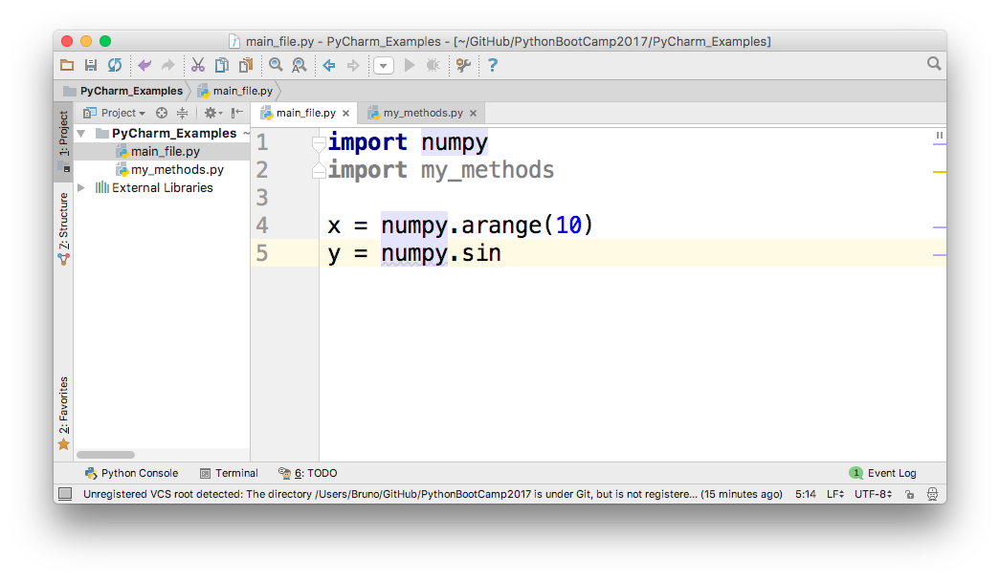 main_file.py - PyCharm_Examples - [~/GitHub/PythonBootCamp2017/PyCharm_Examples]
PyCharm_Examples main_file.py
1: Project
Project
main_file.py my_methods.py
PyCharm_Examples ~
main_file.py
my_methods.py
External Libraries
7: Structure
2: Favorites
1 import numpy
2 import my_methods
3
4 x = numpy.arange(10)
5 y = numpy.sin
Python Console Terminal 6: TODO 1 Event Log
Unregistered VCS root detected: The directory /Users/Bruno/GitHub/PythonBootCamp2017 is under Git, but is not registere... (15 minutes ago) 5:14 LF UTF-8